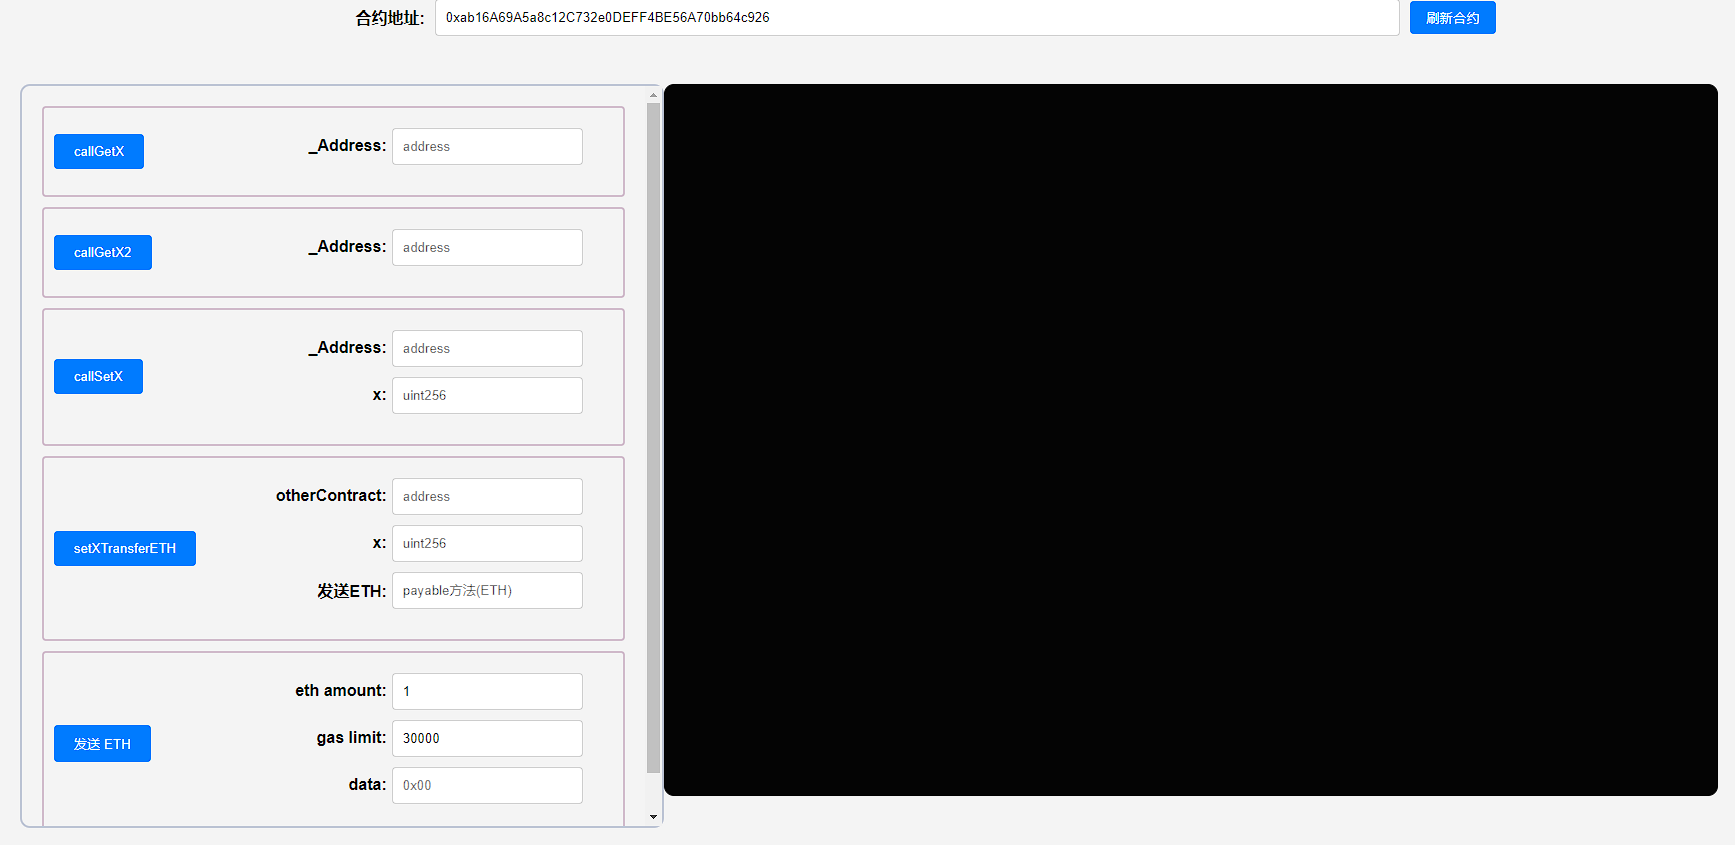 合约地址: 0xab16A69A5a8c12C732e0DEFF4BE56A70bb64c926 刷新合约
callGetX _Address: address
callGetX2 _Address: address
_Address: address
callSetX
x: uint256
otherContract: address
x: uint256
setXTransferETH
发送ETH: payable方法(ETH)
eth amount: 1
gas limit: 30000
发送 ETH
data: 0x00